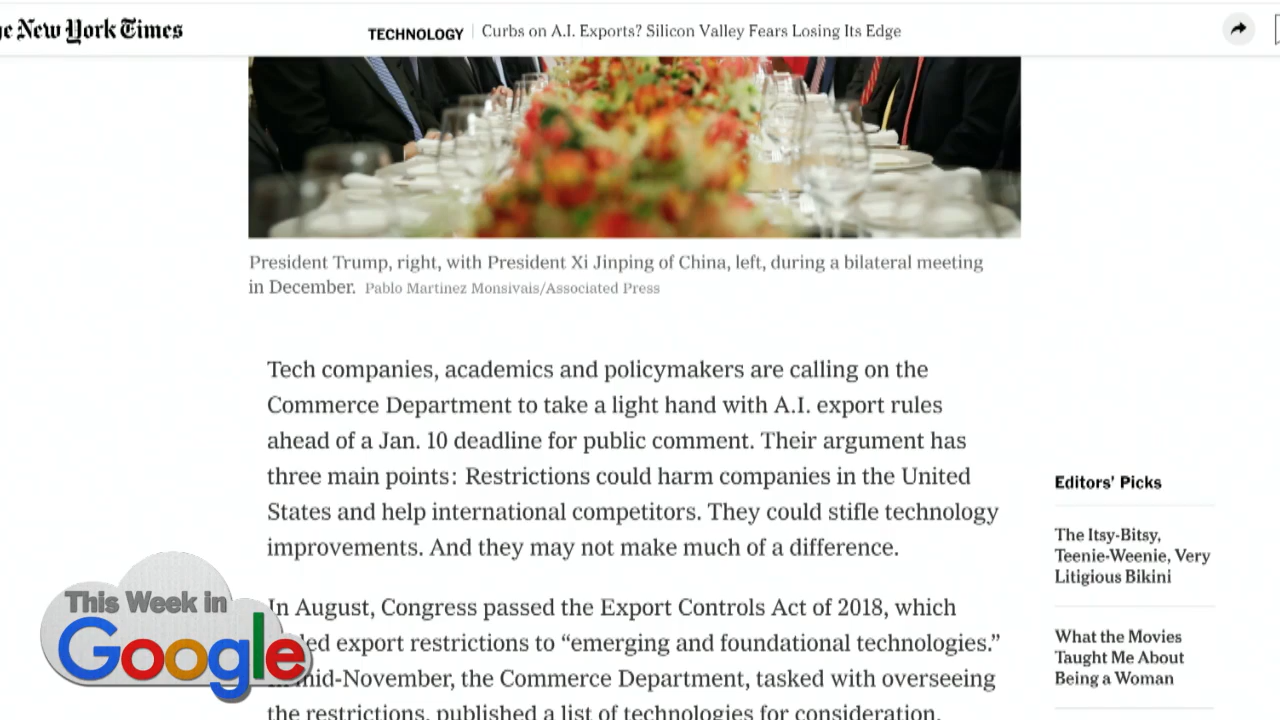 e New York Times
TECHNOLOGY | Curbs on A.I. Exports? Silicon Valley Fears Losing Its Edge
President Trump, right, with President Xi Jinping of China, left, during a bilateral meeting
in December. Pablo Martinez Monsivais/Associated Press
Tech companies, academics and policymakers are calling on the
Commerce Department to take a light hand with A.I. export rules
ahead of a Jan. 10 deadline for public comment. Their argument has
three main points: Restrictions could harm companies in the United
States and help international competitors. They could stifle technology
improvements. And they may not make much of a difference.
In August, Congress passed the Export Controls Act of 2018, which
ed export restrictions to “emerging and foundational technologies.”
mid-November, the Commerce Department, tasked with overseeing
the restrictions, published a list of technologies for consideration,
Editors’ Picks
The Itsy-Bitsy,
Teenie-Weenie, Very
Litigious Bikini
What the Movies
Taught Me About
Being a Woman
This Week in
Google